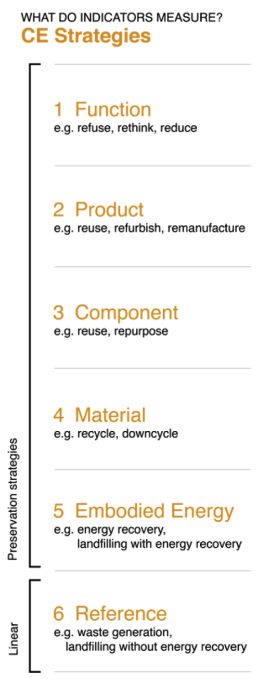 WHAT DO INDICATORS MEASURE?
CE Strategies
1 Function
e.g. refuse, rethink, reduce
2 Product
e.g. reuse, refurbish, remanufacture
3 Component
e.g. reuse, repurpose
4 Material
e.g. recycle, downcycle
5 Embodied Energy
e.g. energy recovery,
landfilling with energy recovery
Preservation strategies
6 Reference
e.g. waste generation,
landfilling without energy recovery
Linear